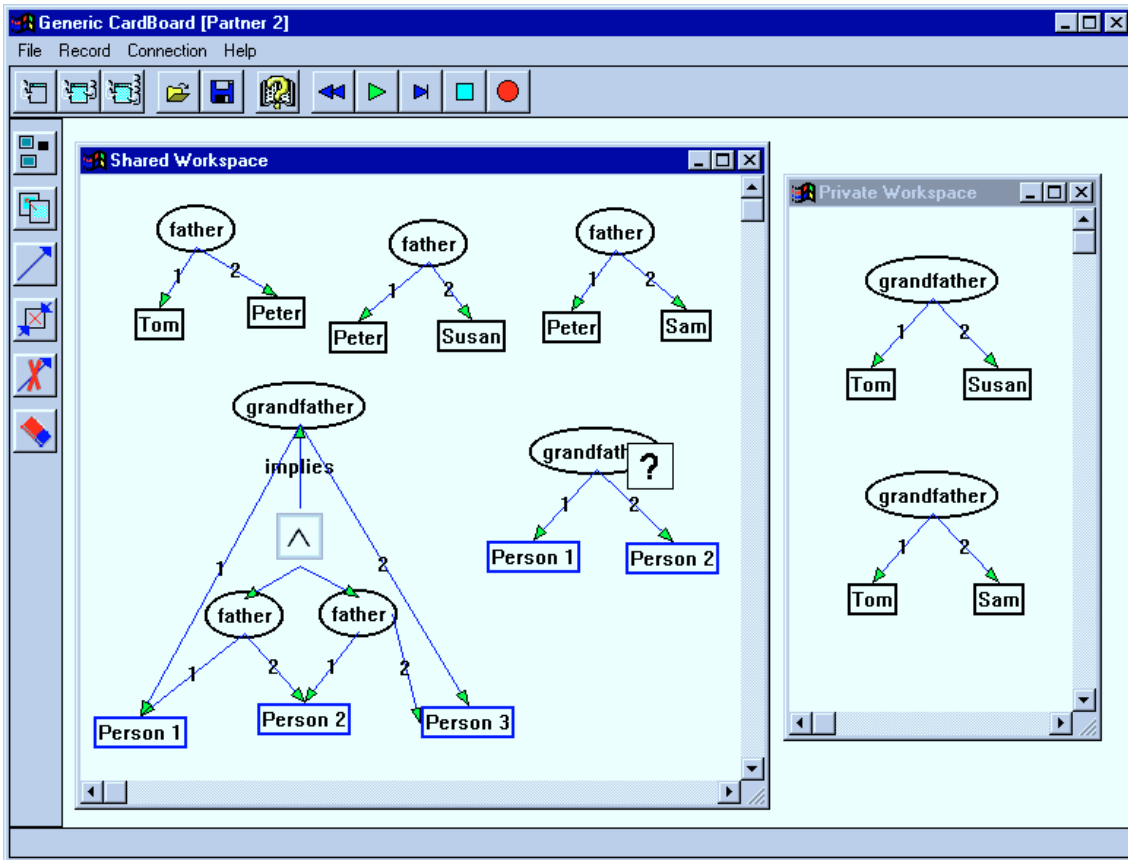 Generic CardBoard [Partner 2]
File Record Connection Help
Shared Workspace
father
1 2
Tom Peter
father
1 2
Peter Susan
father
1 2
Peter Sam
grandfather
implies
^
1 2
father father
1 2 1 2
Person 1 Person 2 Person 3
grandfath
?
1 2
Person 1 Person 2
Private Workspace
grandfather
1 2
Tom Susan
grandfather
1 2
Tom Sam